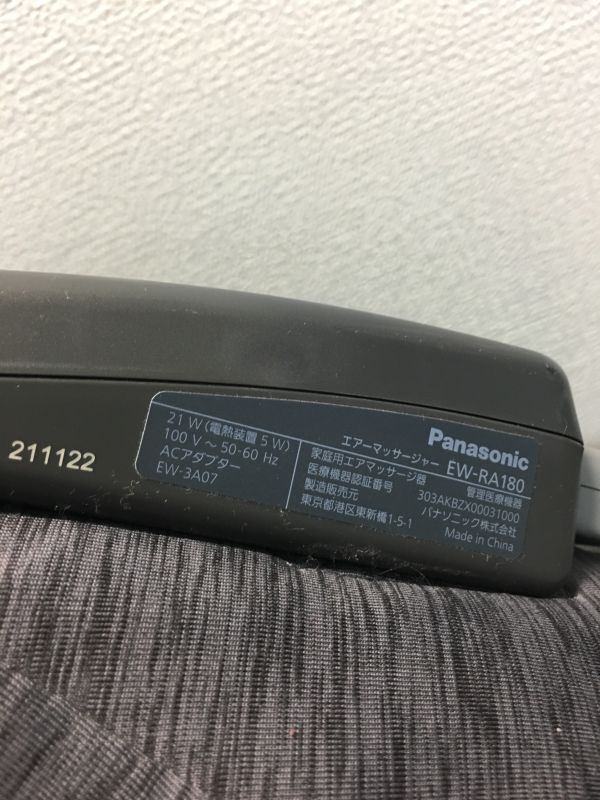 211122
21 W (電熱装置 5 W)
100 V ～ 50-60 Hz
ACアダプター
EW-3A07
Panasonic
エアーマッサージャー EW-RA180
家庭用エアマッサージ器 管理医療機器
医療機器認証番号 303AKBZX00031000
製造販売元 パナソニック株式会社
東京都港区東新橋1-5-1 Made in China